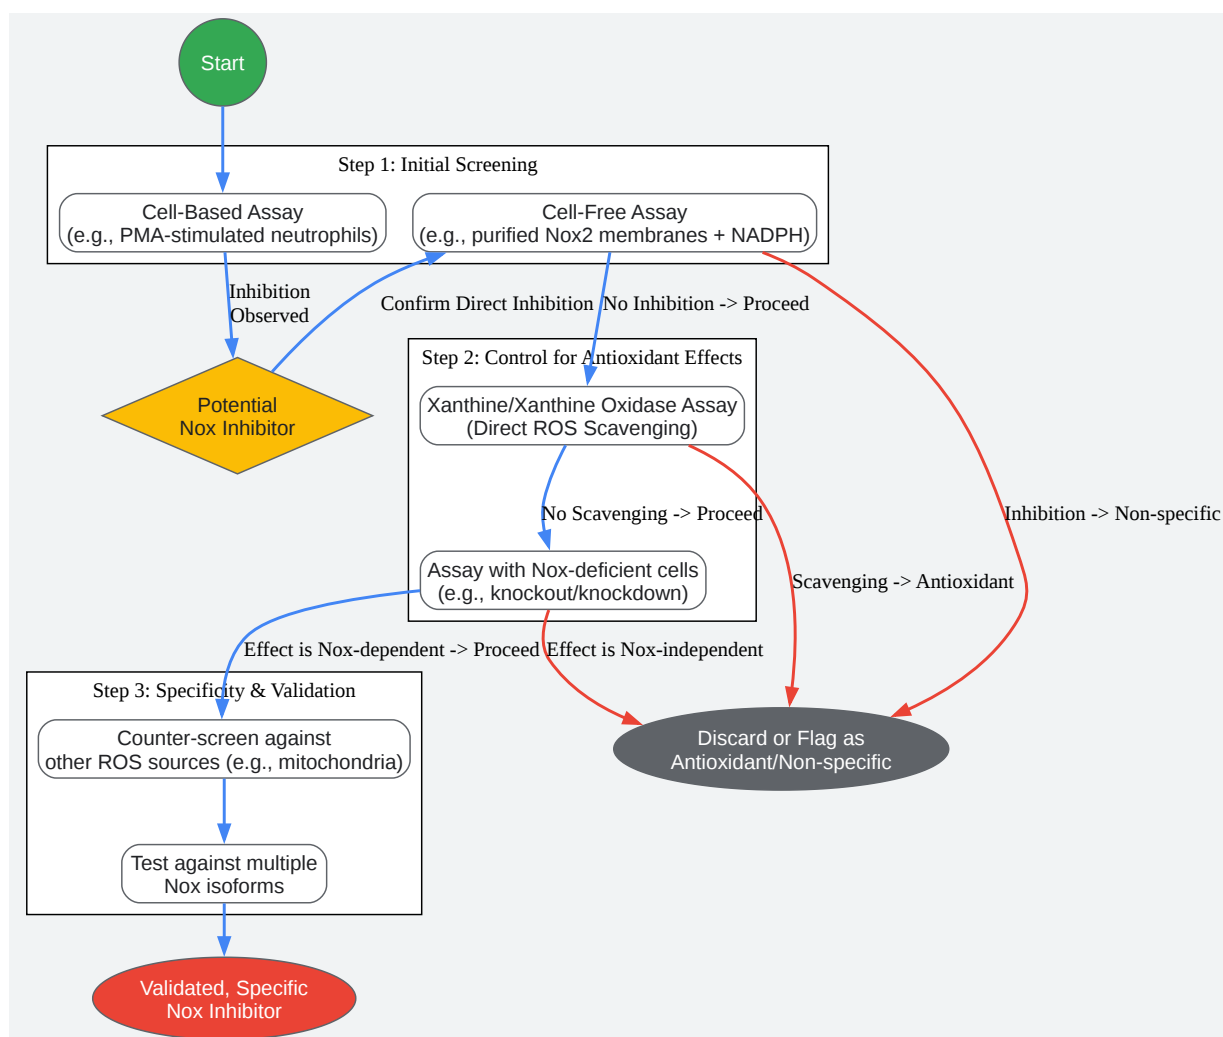 Start
Step 1: Initial Screening
Cell-Based Assay
(e.g., PMA-stimulated neutrophils)
Cell-Free Assay
(e.g., purified Nox2 membranes + NADPH)
Inhibition
Observed
Confirm Direct Inhibition
No Inhibition -> Proceed
Potential
Nox Inhibitor
Step 2: Control for Antioxidant Effects
Xanthine/Xanthine Oxidase Assay
(Direct ROS Scavenging)
No Scavenging -> Proceed
Inhibition -> Non-specific
Assay with Nox-deficient cells
(e.g., knockout/knockdown)
Scavenging -> Antioxidant
Effect is Nox-dependent -> Proceed
Effect is Nox-independent
Step 3: Specificity & Validation
Counter-screen against
other ROS sources (e.g., mitochondria)
Discard or Flag as
Antioxidant/Non-specific
Test against multiple
Nox isoforms
Validated, Specific
Nox Inhibitor